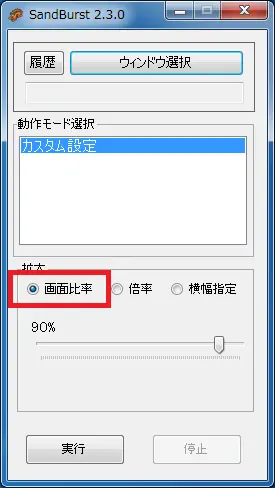 SandBurst 2.3.0
履歴 ウィンドウ選択
動作モード選択
カスタム設定
拡大
画面比率 倍率 横幅指定
90%
実行 停止